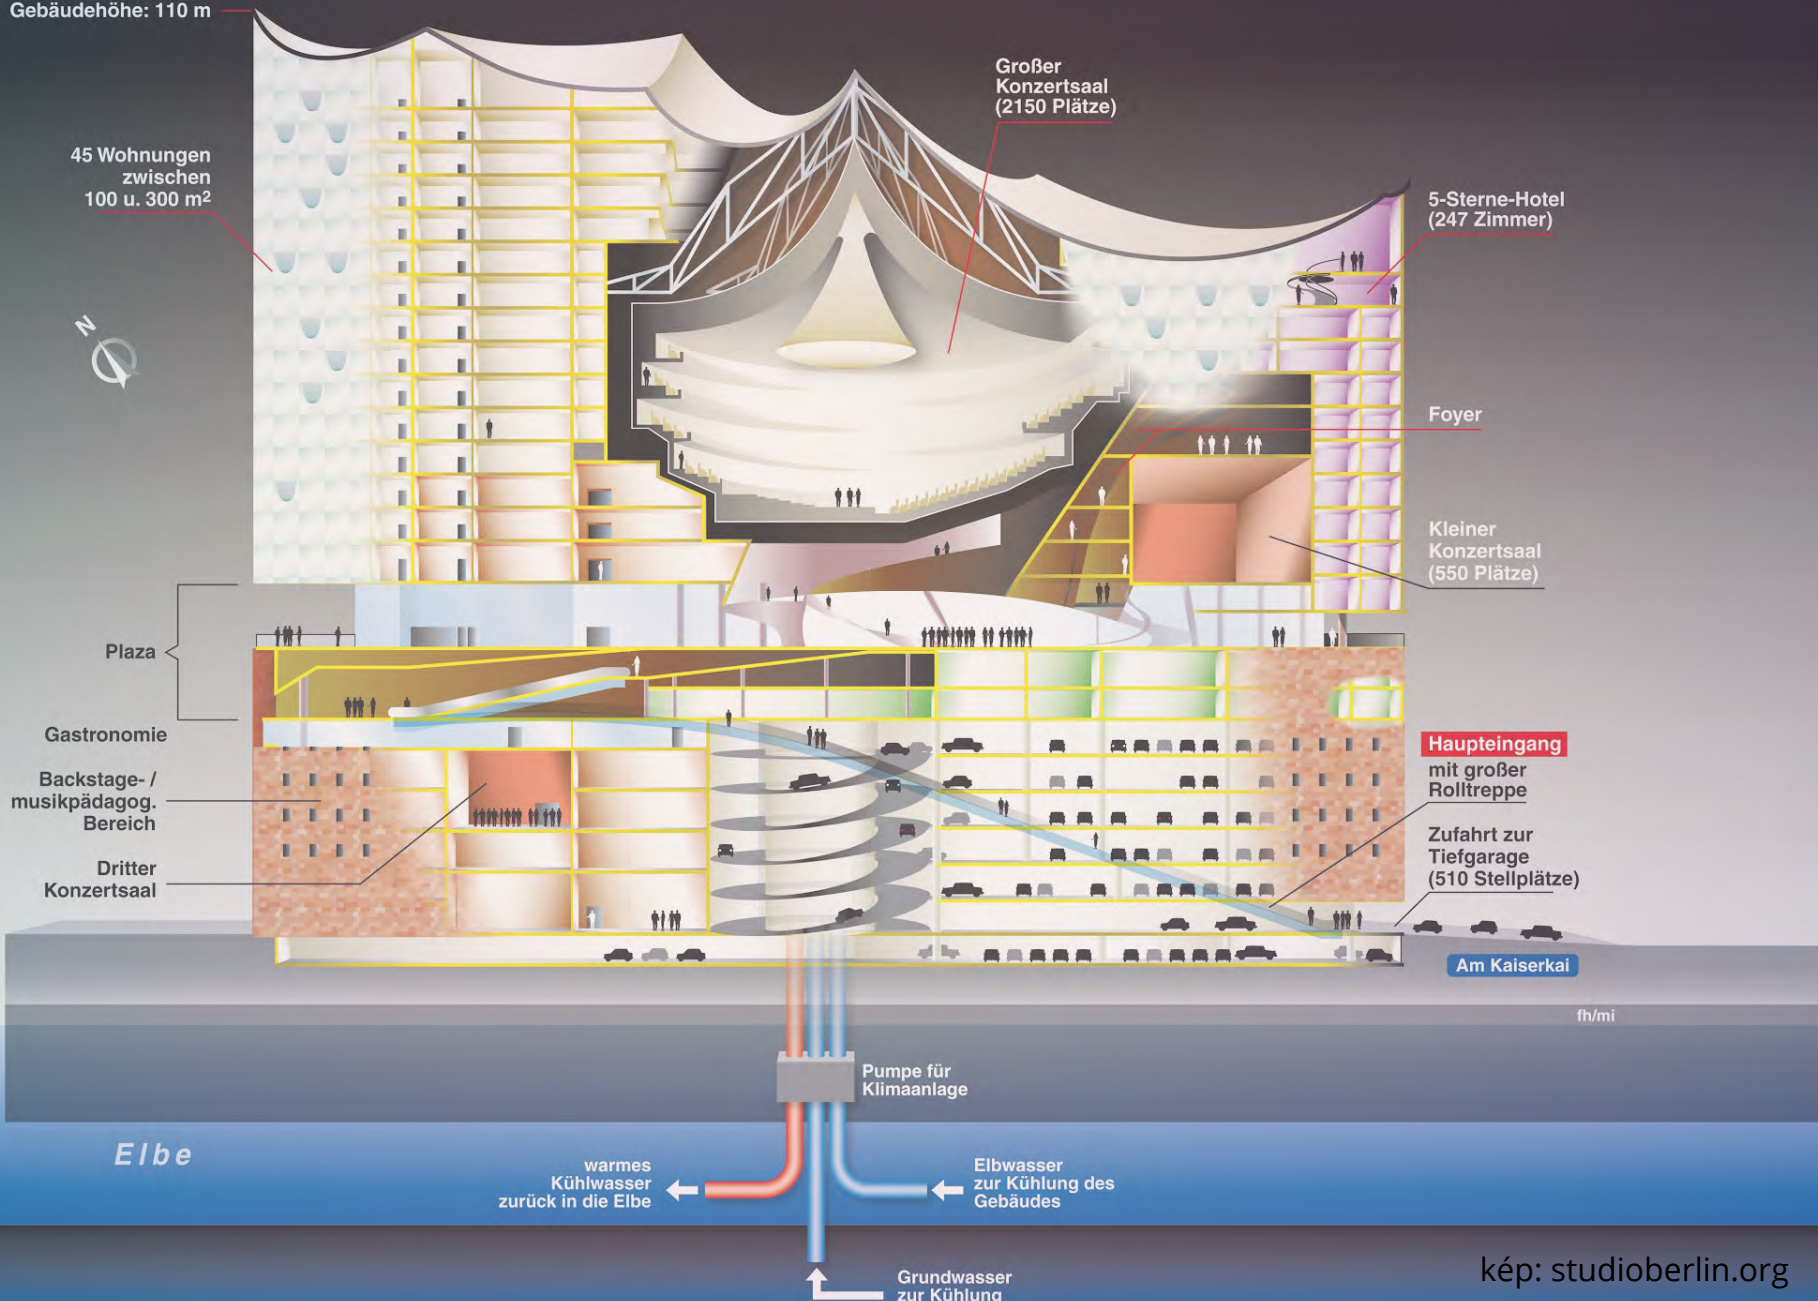 Gebäudehöhe: 110 m
Großer
Konzertsaal
(2150 Plätze)
45 Wohnungen
zwischen
100 u. 300 m²
5-Sterne-Hotel
(247 Zimmer)
N
Foyer
Kleiner
Konzertsaal
(550 Plätze)
Plaza
Gastronomie
Backstage- /
musikpädagog.
Bereich
Dritter
Konzertsaal
Haupteingang
mit großer
Rolltreppe
Zufahrt zur
Tiefgarage
(510 Stellplätze)
Am Kaiserkai
fh/mi
Pumpe für
Klimaanlage
Elbe
warmes
Kühlwasser
zurück in die Elbe
Elbwasser
zur Kühlung des
Gebäudes
Grundwasser
zur Kühlung
kép: studioberlin.org